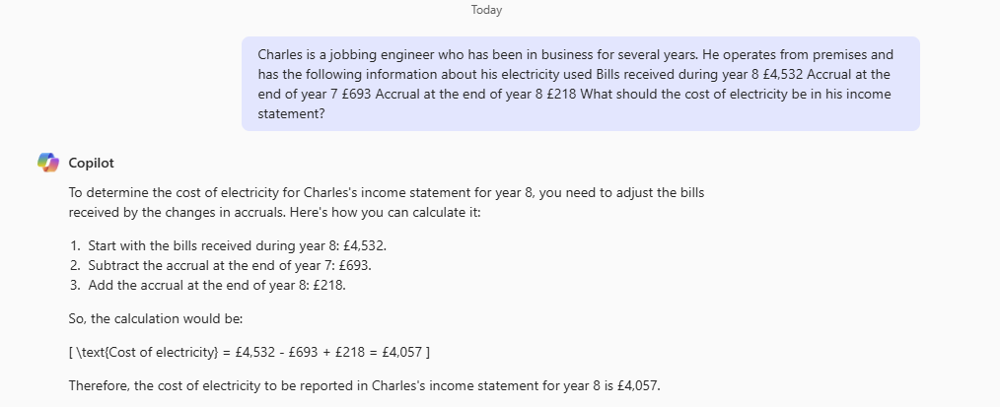 Today
Charles is a jobbing engineer who has been in business for several years. He operates from premises and
has the following information about his electricity used Bills received during year 8 £4,532 Accrual at the
end of year 7 £693 Accrual at the end of year 8 £218 What should the cost of electricity be in his income
statement?
Copilot
To determine the cost of electricity for Charles's income statement for year 8, you need to adjust the bills
received by the changes in accruals. Here's how you can calculate it:
1. Start with the bills received during year 8: £4,532.
2. Subtract the accrual at the end of year 7: £693.
3. Add the accrual at the end of year 8: £218.
So, the calculation would be:
[ \text{Cost of electricity} = £4,532 - £693 + £218 = £4,057 ]
Therefore, the cost of electricity to be reported in Charles's income statement for year 8 is £4,057.